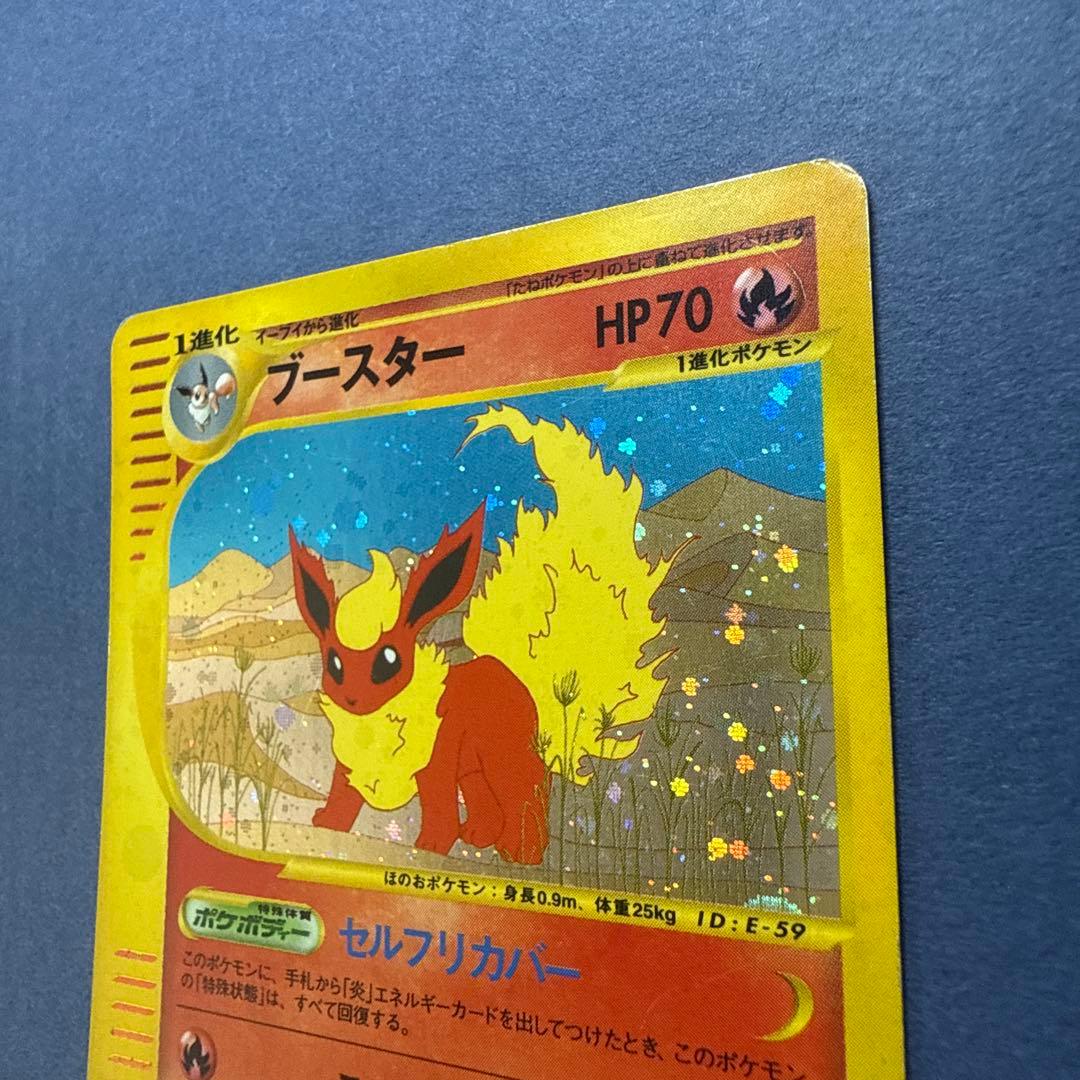 「たねポケモン」の上に重ねて進化させます。
1進化 イーブイから進化
ブースター HP70
1進化ポケモン
ほのおポケモン：身長0.9m、体重25kg ID：E-59
特殊体質
ポケボディー セルフリカバー
このポケモンに、手札から「炎」エネルギーカードを出してつけたとき、このポケモン
の「特殊状態」は、すべて回復する。